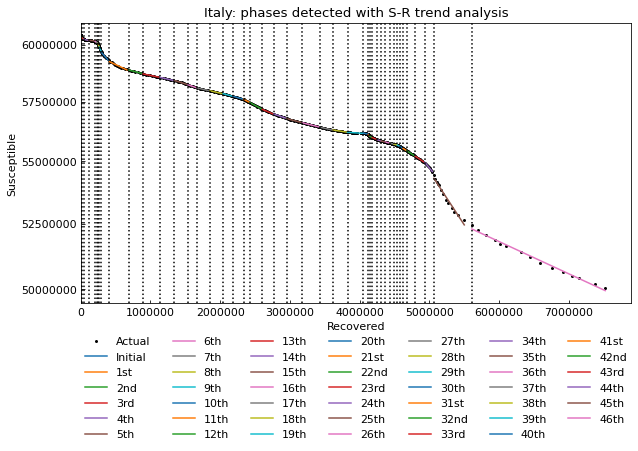 Italy: phases detected with S-R trend analysis
60000000
57500000
55000000
52500000
50000000
Susceptible
0 1000000 2000000 3000000 4000000 5000000 6000000 7000000
Recovered
Actual 6th 13th 20th 27th 34th 41st
Initial 7th 14th 21st 28th 35th 42nd
1st 8th 15th 22nd 29th 36th 43rd
2nd 9th 16th 23rd 30th 37th 44th
3rd 10th 17th 24th 31st 38th 45th
4th 11th 18th 25th 32nd 39th 46th
5th 12th 19th 26th 33rd 40th